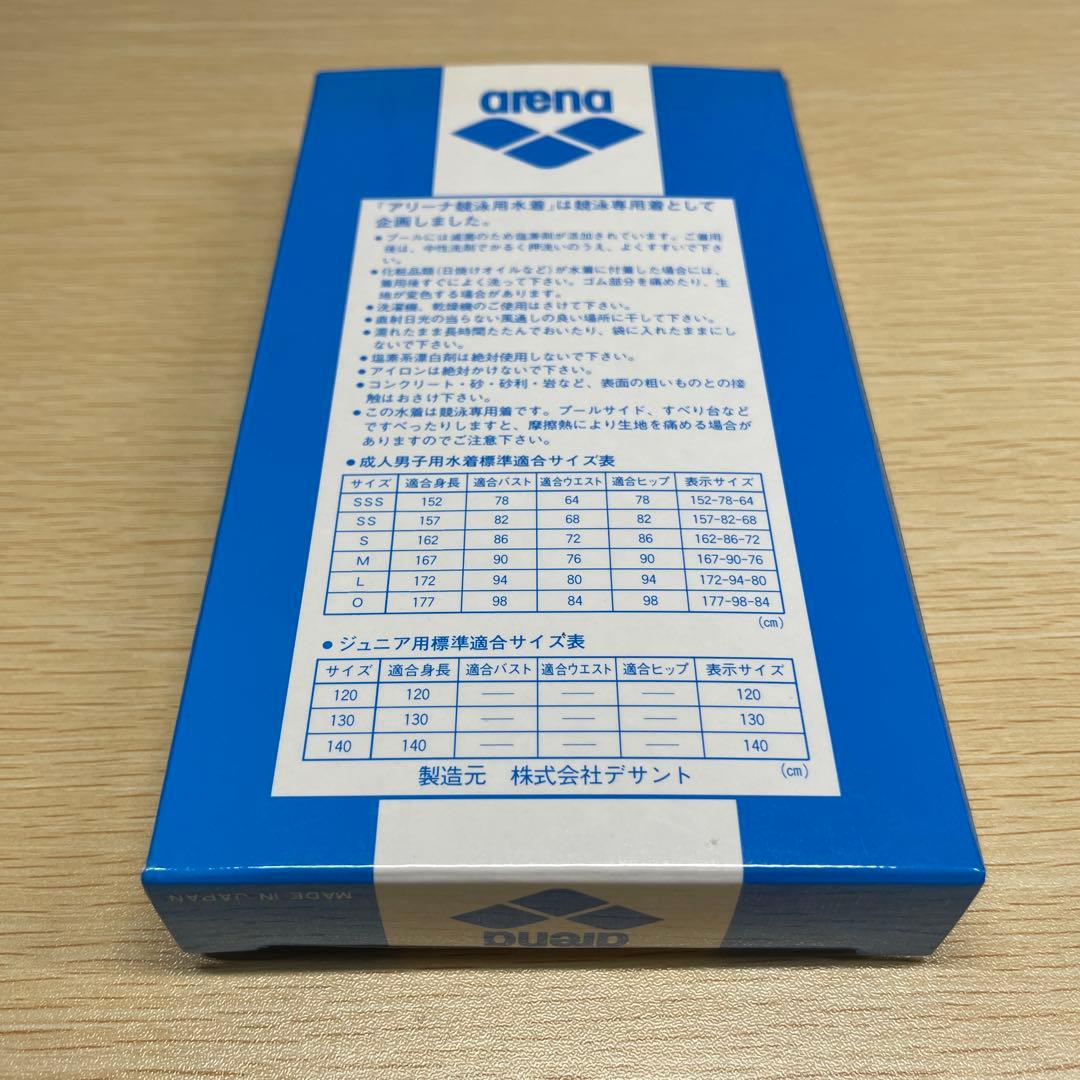 arena
「アリーナ競泳用水着」は競泳専用着として
企画しました。
●プールには滅菌のため塩素剤が添加されています。ご着用
後は、中性洗剤でかるく押洗いのうえ、よくすすいで下さ
い。
●化粧品類(日焼けオイルなど)が水着に付着した場合には、
着用後すぐによく洗って下さい。ゴム部分を痛めたり、生
地が変色する場合があります。
●洗濯機、乾燥機のご使用はさけて下さい。
●直射日光の当らない風通しの良い場所に干して下さい。
●濡れたまま長時間たたんでおいたり、袋に入れたままにし
ないで下さい。
●塩素系漂白剤は絶対使用しないで下さい。
●アイロンは絶対かけないで下さい。
●コンクリート・砂・砂利・岩など、表面の粗いものとの接
触はおさけ下さい。
●この水着は競泳専用着です。プールサイド、すべり台など
ですべったりしますと、摩擦熱により生地を痛める場合が
ありますのでご注意下さい。
●成人男子用水着標準適合サイズ表
サイズ 適合身長 適合バスト 適合ウエスト 適合ヒップ 表示サイズ
SSS 152 78 64 78 152-78-64
SS 157 82 68 82 157-82-68
S 162 86 72 86 162-86-72
M 167 90 76 90 167-90-76
L 172 94 80 94 172-94-80
O 177 98 84 98 177-98-84
(cm)
●ジュニア用標準適合サイズ表
サイズ 適合身長 適合バスト 適合ウエスト 適合ヒップ 表示サイズ
120 120 — — — 120
130 130 — — — 130
140 140 — — — 140
(cm)
製造元 株式会社デサント
MADE IN JAPAN
arena